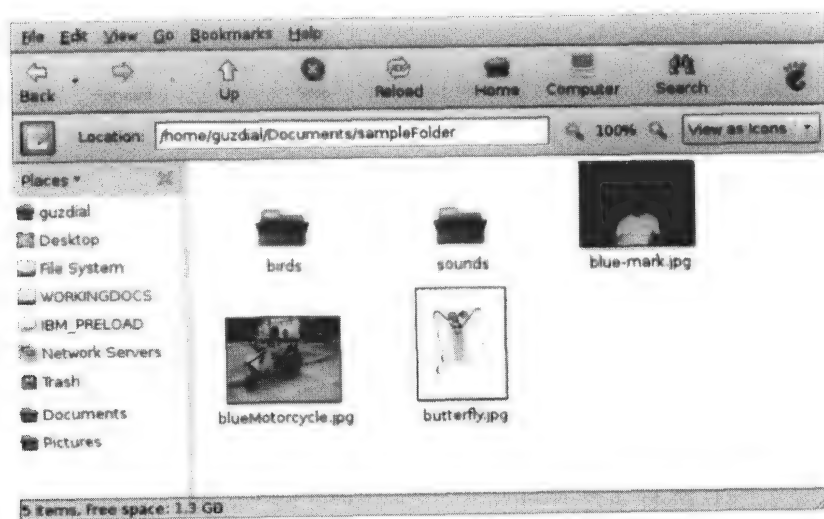 File Edit View Go Bookmarks Help
Back Forward Up Stop Reload Home Computer Search
Location: /home/guzdial/Documents/sampleFolder 100% View as Icons
Places
guzdial
Desktop
File System
WORKINGDOCS
IBM_PRELOAD
Network Servers
Trash
Documents
Pictures
birds sounds blue-mark.jpg
blueMotorcycle.jpg butterfly.jpg
5 items, Free space: 1.3 GB